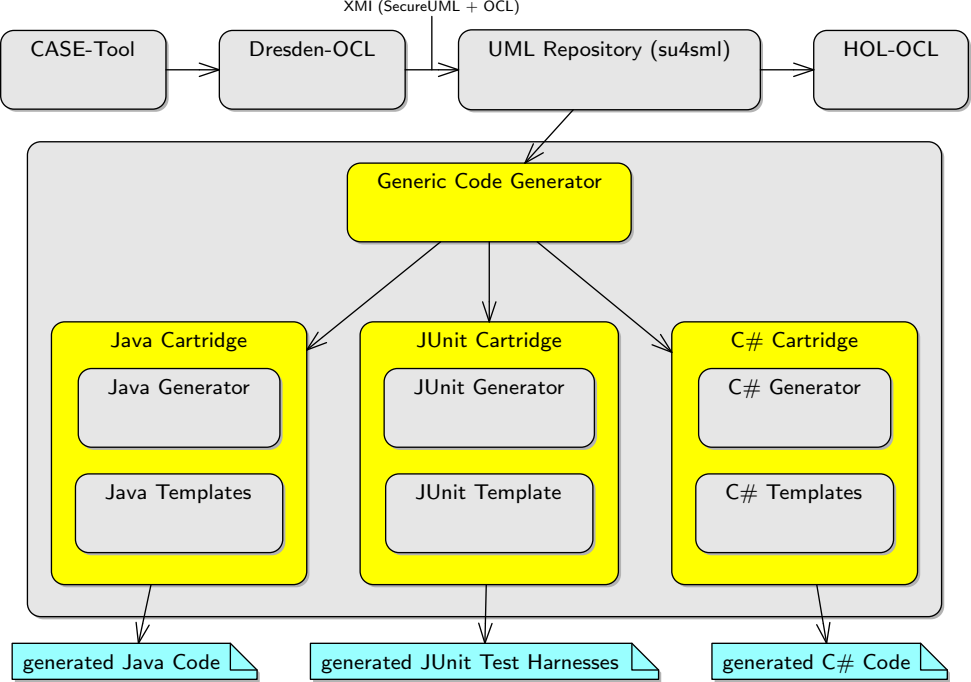 XMI (SecureUML + OCL)
CASE-Tool
Dresden-OCL
UML Repository (su4sml)
HOL-OCL
Generic Code Generator
Java Cartridge
JUnit Cartridge
C# Cartridge
Java Generator
JUnit Generator
C# Generator
Java Templates
JUnit Template
C# Templates
generated Java Code
generated JUnit Test Harnesses
generated C# Code